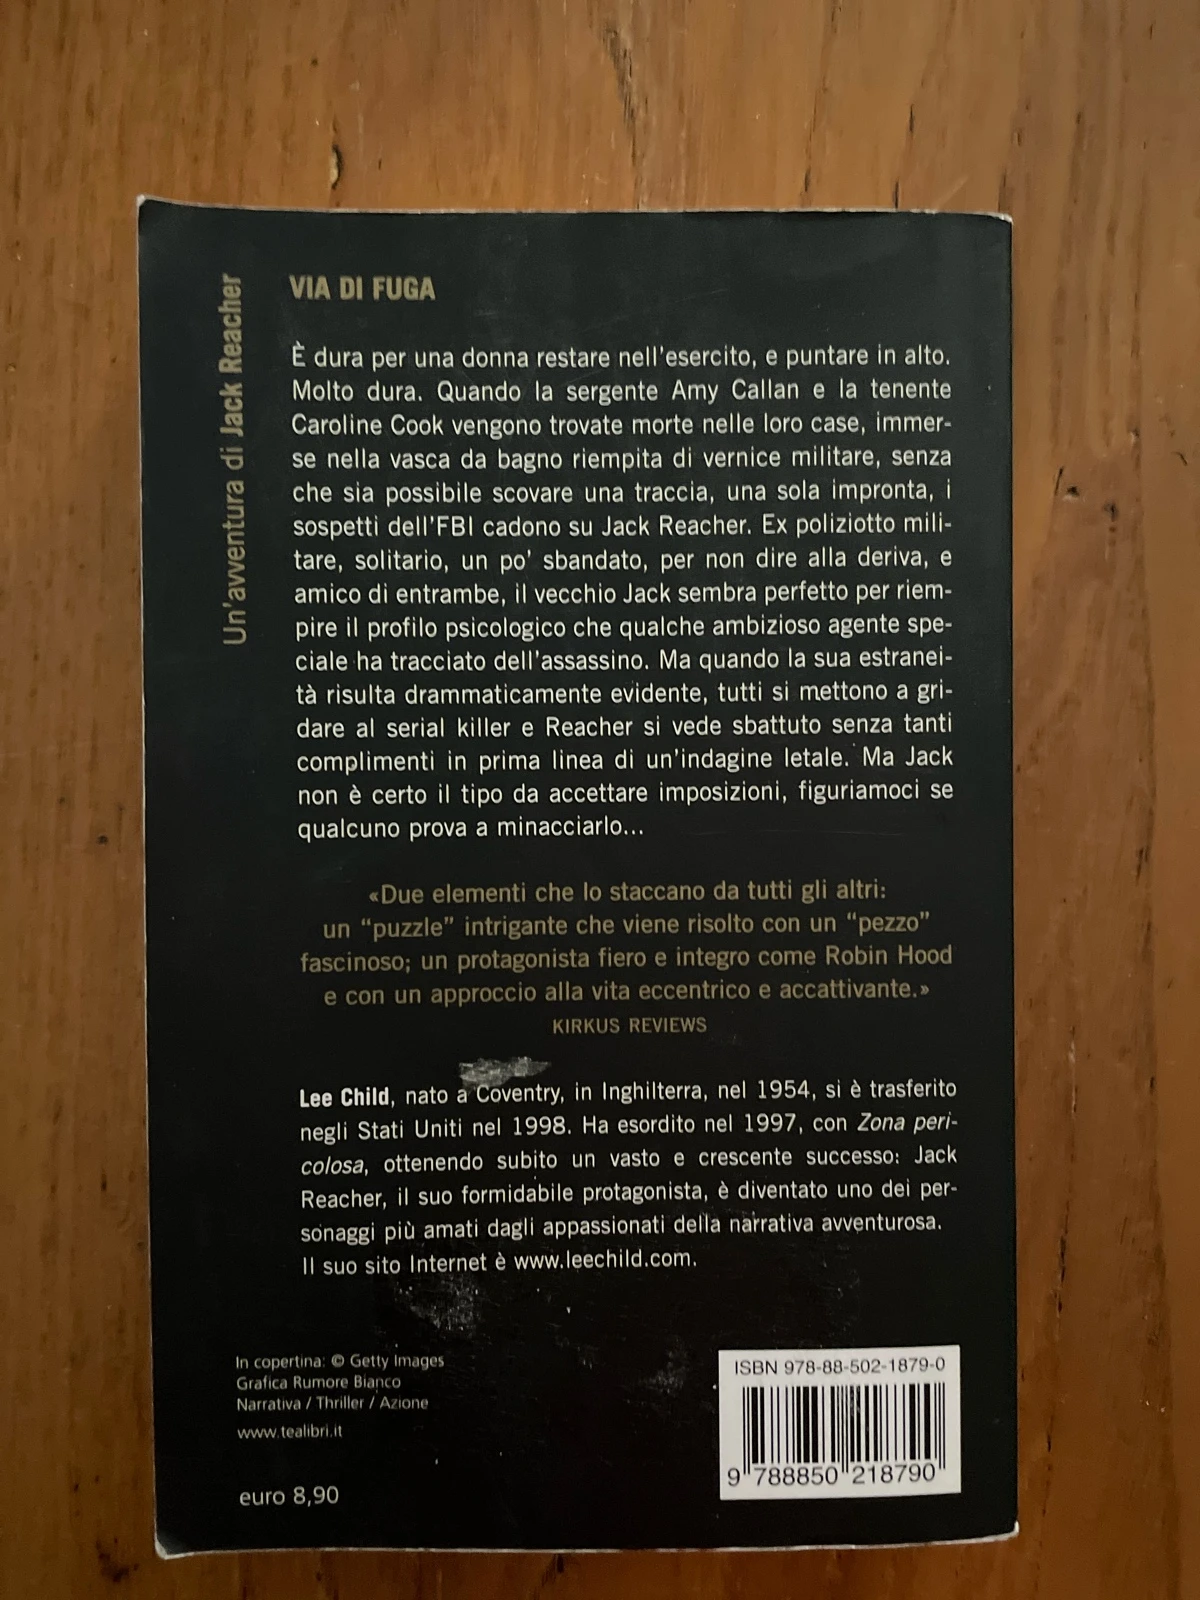 Un'avventura di Jack Reacher
VIA DI FUGA
È dura per una donna restare nell'esercito, e puntare in alto.
Molto dura. Quando la sergente Amy Callan e la tenente
Caroline Cook vengono trovate morte nelle loro case, immer-
se nella vasca da bagno riempita di vernice militare, senza
che sia possibile scovare una traccia, una sola impronta, i
sospetti dell'FBI cadono su Jack Reacher. Ex poliziotto mili-
tare, solitario, un po' sbandato, per non dire alla deriva, e
amico di entrambe, il vecchio Jack sembra perfetto per riem-
pire il profilo psicologico che qualche ambizioso agente spe-
ciale ha tracciato dell'assassino. Ma quando la sua estranei-
tà risulta drammaticamente evidente, tutti si mettono a gri-
dare al serial killer e Reacher si vede sbattuto senza tanti
complimenti in prima linea di un'indagine letale. Ma Jack
non è certo il tipo da accettare imposizioni, figuriamoci se
qualcuno prova a minacciarlo...
«Due elementi che lo staccano da tutti gli altri:
un “puzzle” intrigante che viene risolto con un “pezzo”
fascinoso; un protagonista fiero e integro come Robin Hood
e con un approccio alla vita eccentrico e accattivante.»
KIRKUS REVIEWS
Lee Child, nato a Coventry, in Inghilterra, nel 1954, si è trasferito
negli Stati Uniti nel 1998. Ha esordito nel 1997, con Zona peri-
colosa, ottenendo subito un vasto e crescente successo: Jack
Reacher, il suo formidabile protagonista, è diventato uno dei per-
sonaggi più amati dagli appassionati della narrativa avventurosa.
Il suo sito Internet è www.leechild.com.
In copertina: © Getty Images
Grafica Rumore Bianco
Narrativa / Thriller / Azione
www.tealibri.it
euro 8,90
ISBN 978-88-502-1879-0
9 788850 218790